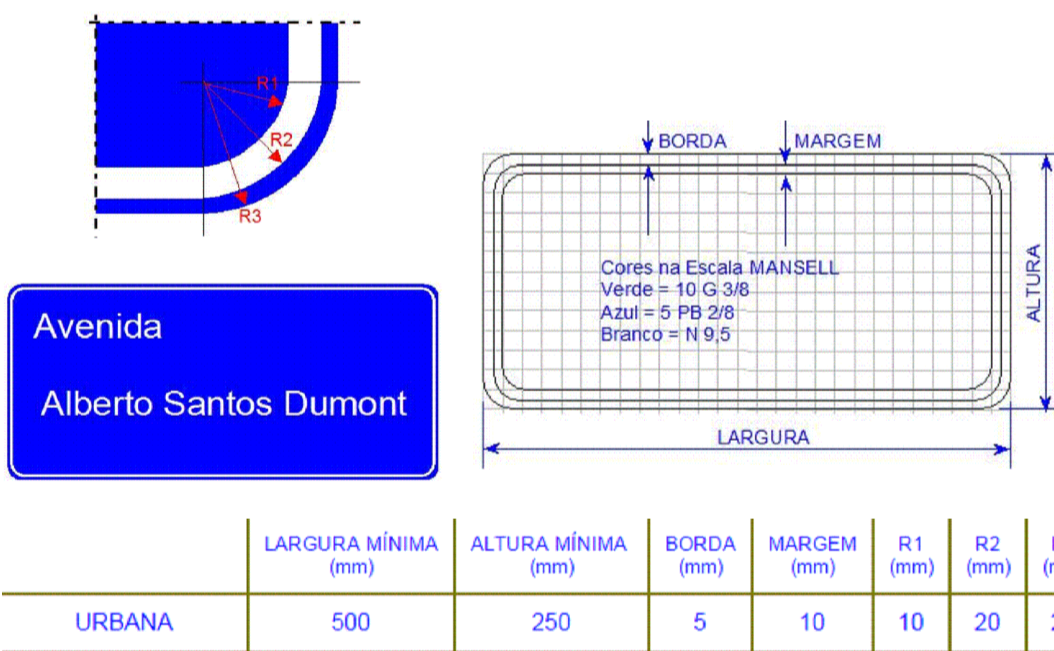 R1
R2
R3
BORDA MARGEM
Cores na Escala MANSELL
Verde = 10 G 3/8
Azul = 5 PB 2/8
Branco = N 9,5
ALTURA
LARGURA
Avenida
Alberto Santos Dumont
LARGURA MÍNIMA (mm) ALTURA MÍNIMA (mm) BORDA (mm) MARGEM (mm) R1 (mm) R2 (mm)
URBANA 500 250 5 10 10 20